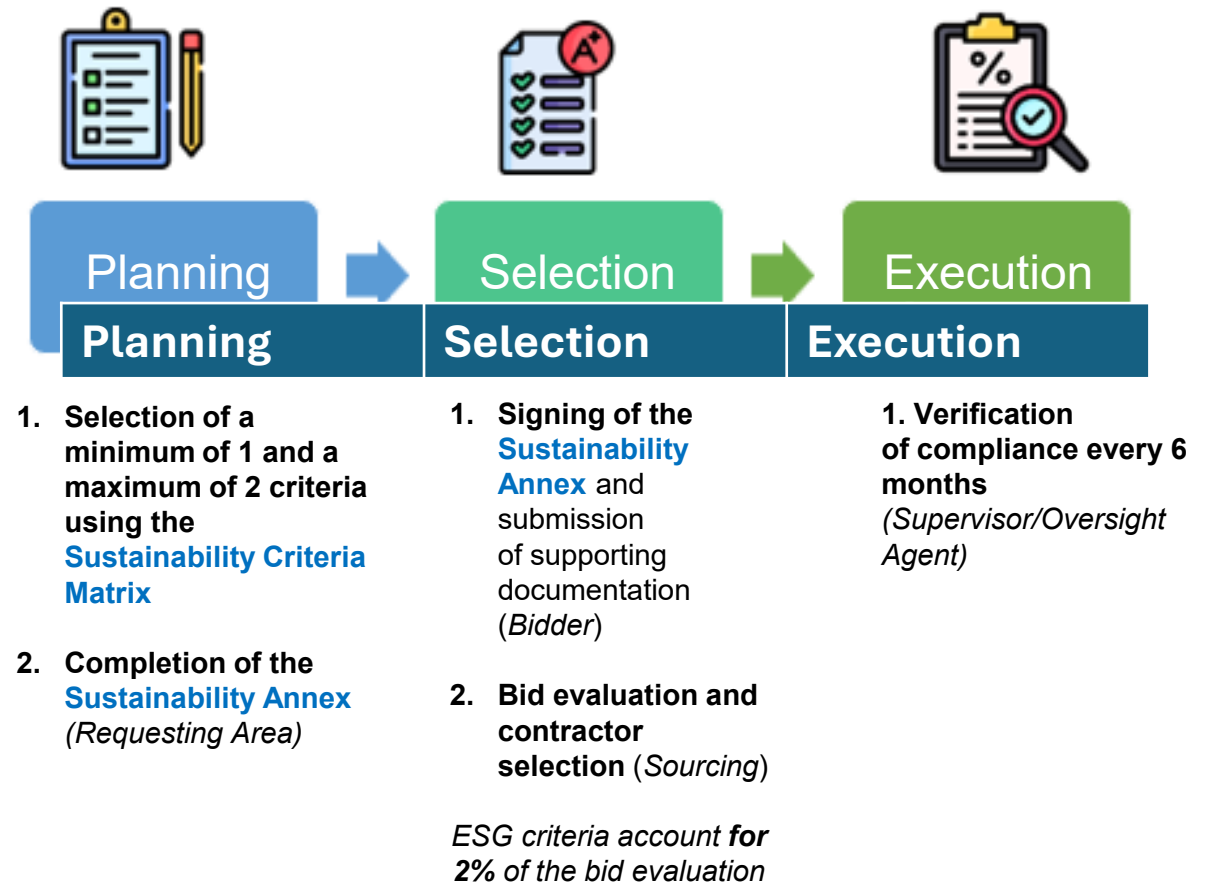 A+
%
Planning
Selection
Execution
Planning
Selection
Execution
1. Selection of a
minimum of 1 and a
maximum of 2 criteria
using the
Sustainability Criteria
Matrix
2. Completion of the
Sustainability Annex
(Requesting Area)
1. Signing of the
Sustainability
Annex and
submission
of supporting
documentation
(Bidder)
2. Bid evaluation and
contractor
selection (Sourcing)
ESG criteria account for
2% of the bid evaluation
1. Verification
of compliance every 6
months
(Supervisor/Oversight
Agent)